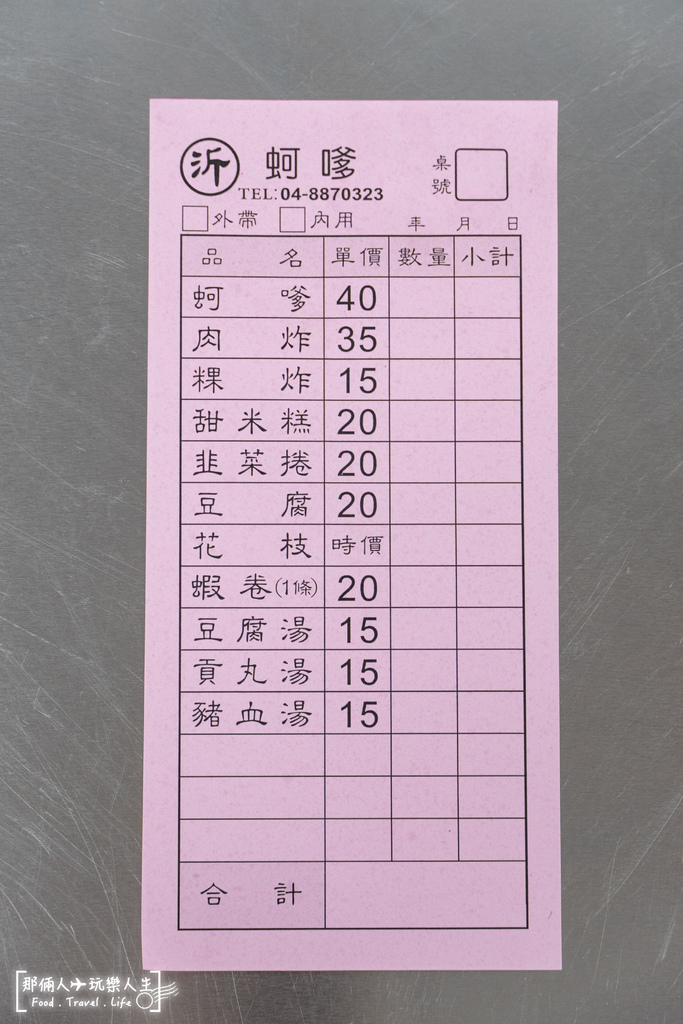 沂 蚵嗲 桌號
TEL:04-8870323
外帶 內用 年 月 日
品名 單價 數量 小計
蚵嗲 40
肉炸 35
粿炸 15
甜米糕 20
韭菜捲 20
豆腐 20
花枝 時價
蝦卷(1條) 20
豆腐湯 15
貢丸湯 15
豬血湯 15
合計
那倆人玩樂人生
Food . Travel . Life